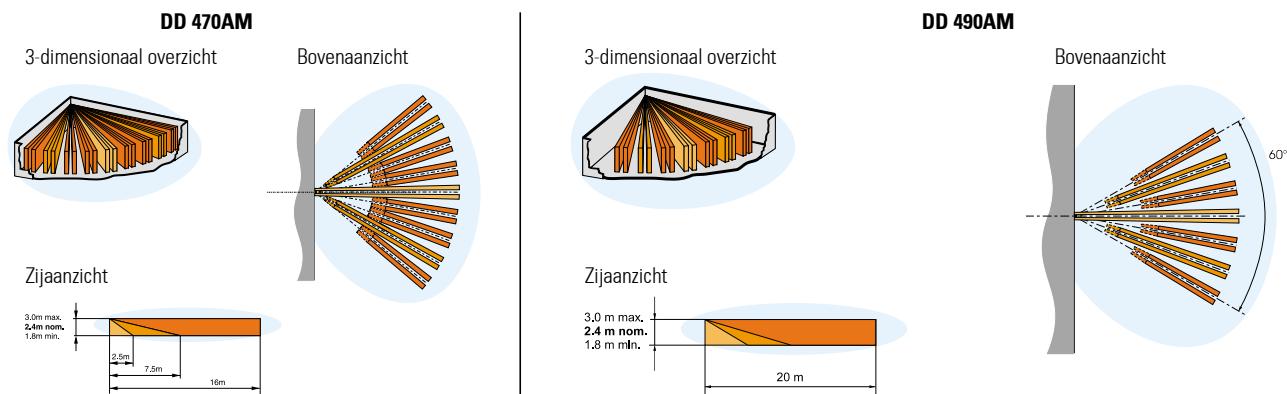 DD 470AM
3-dimensionaal overzicht
Bovenaanzicht
Zijaanzicht
3.0m max.
2.4m nom.
1.8m min.
2.5m
7.5m
16m
DD 490AM
3-dimensionaal overzicht
Bovenaanzicht
60°
Zijaanzicht
3.0 m max.
2.4 m nom.
1.8 m min.
20 m